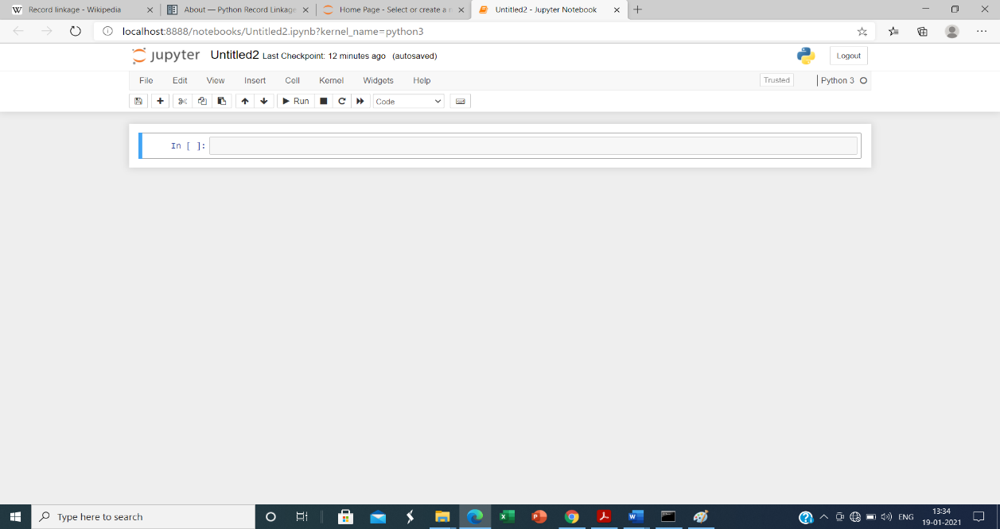 W Record linkage - Wikipedia
About — Python Record Linkage
Home Page - Select or create a n
Untitled2 - Jupyter Notebook
localhost:8888/notebooks/Untitled2.ipynb?kernel_name=python3
jupyter Untitled2 Last Checkpoint: 12 minutes ago (autosaved)
Logout
File Edit View Insert Cell Kernel Widgets Help
Trusted Python 3
Run Code
In [ ]:
Type here to search
ENG
13:34
19-01-2021